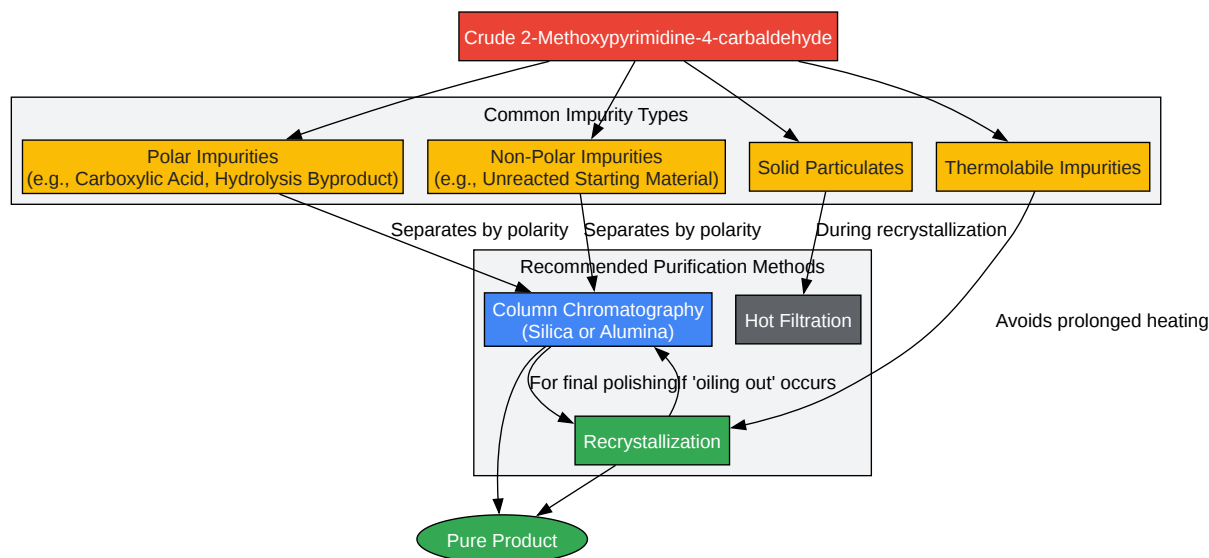 Crude 2-Methoxypyrimidine-4-carbaldehyde
Common Impurity Types
Polar Impurities
(e.g., Carboxylic Acid, Hydrolysis Byproduct)
Non-Polar Impurities
(e.g., Unreacted Starting Material)
Solid Particulates
Thermolabile Impurities
Separates by polarity
Separates by polarity
During recrystallization
Recommended Purification Methods
Column Chromatography
(Silica or Alumina)
Hot Filtration
Avoids prolonged heating
For final polishing
If 'oiling out' occurs
Recrystallization
Pure Product